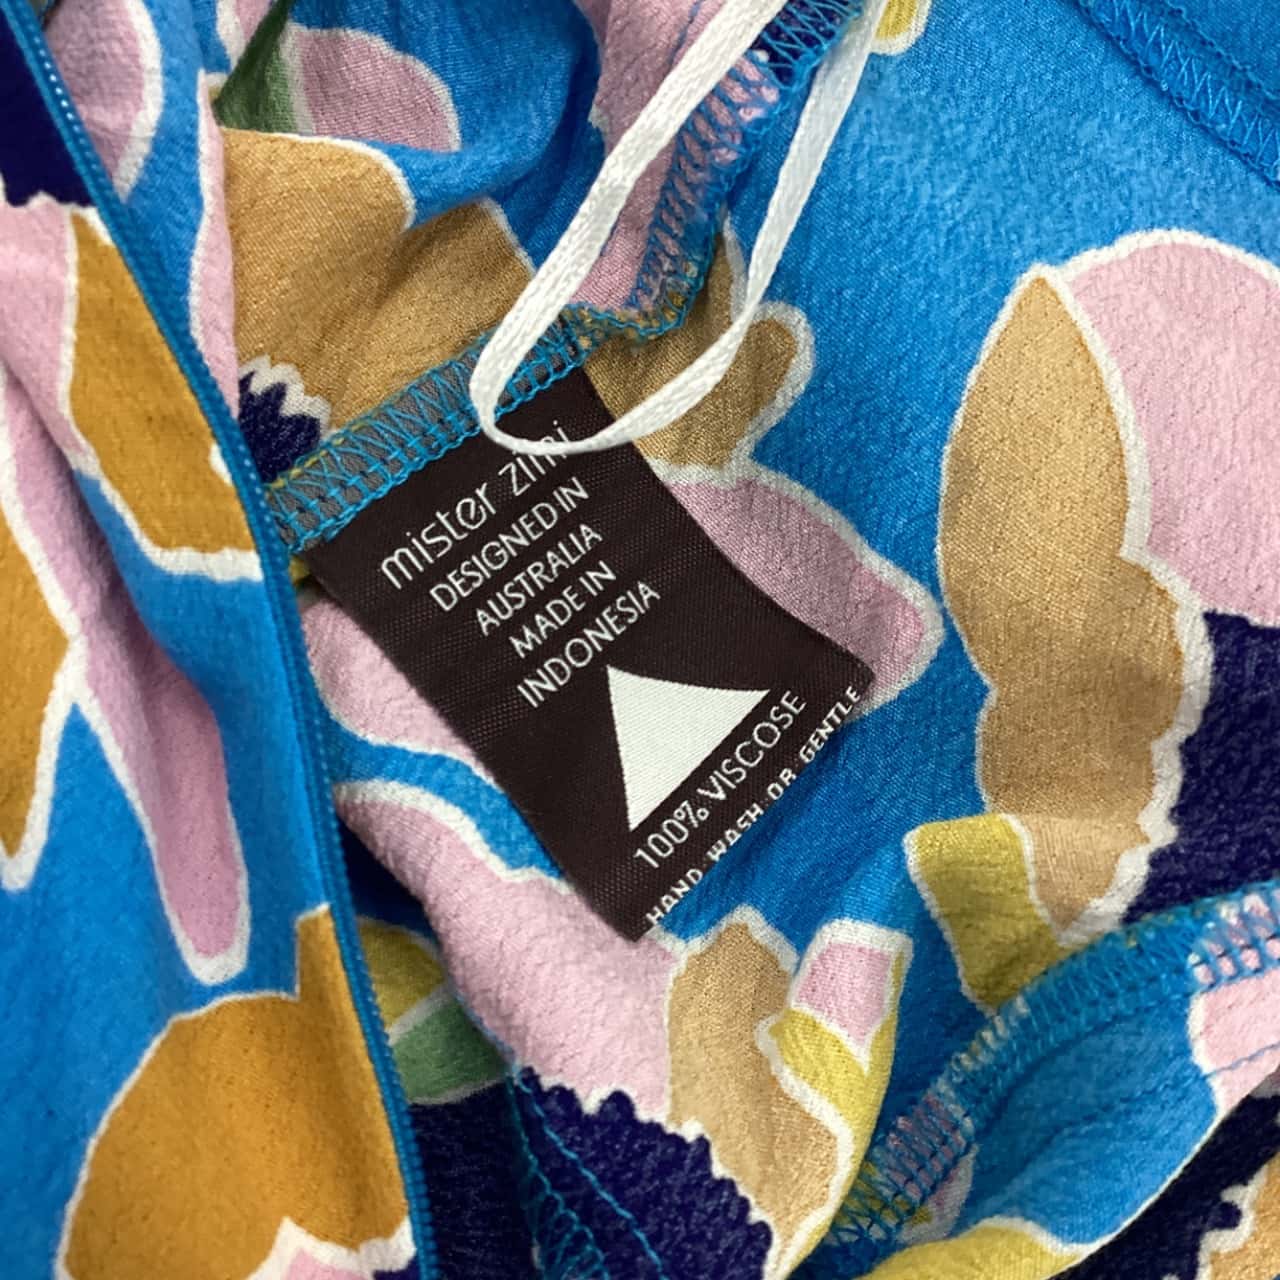 mister zimi
DESIGNED IN
AUSTRALIA
MADE IN
INDONESIA
100% VISCOSE
HAND WASH OR GENTLE